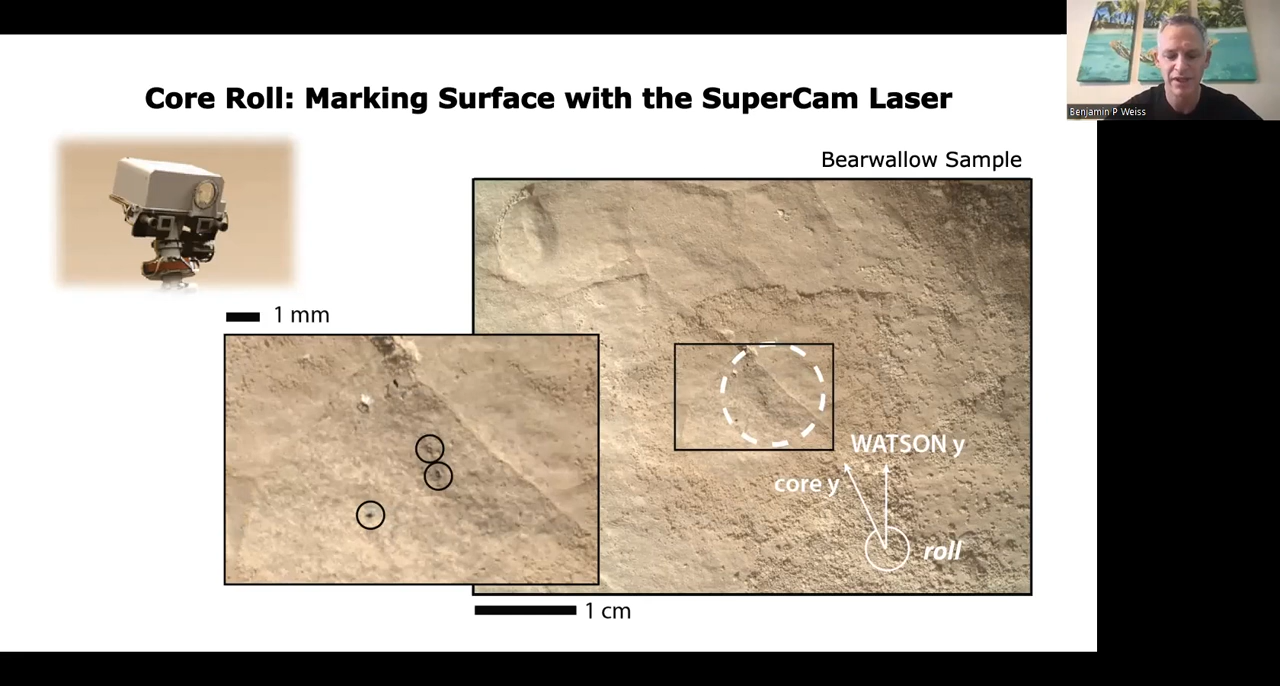 Core Roll: Marking Surface with the SuperCam Laser
Benjamin P Weiss
Bearwallow Sample
1 mm
WATSON y
core y
roll
1 cm